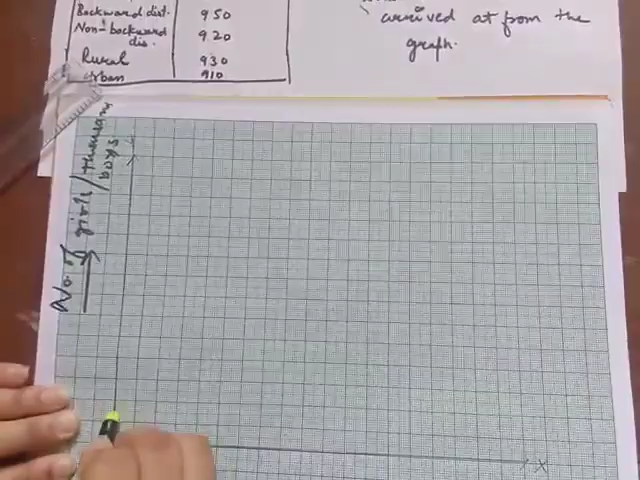 Backward dist. 950
Non-backward dis. 920
Rural 930
Urban 910
arrived at from the
graph.
No. of girls/thousand
boys
X